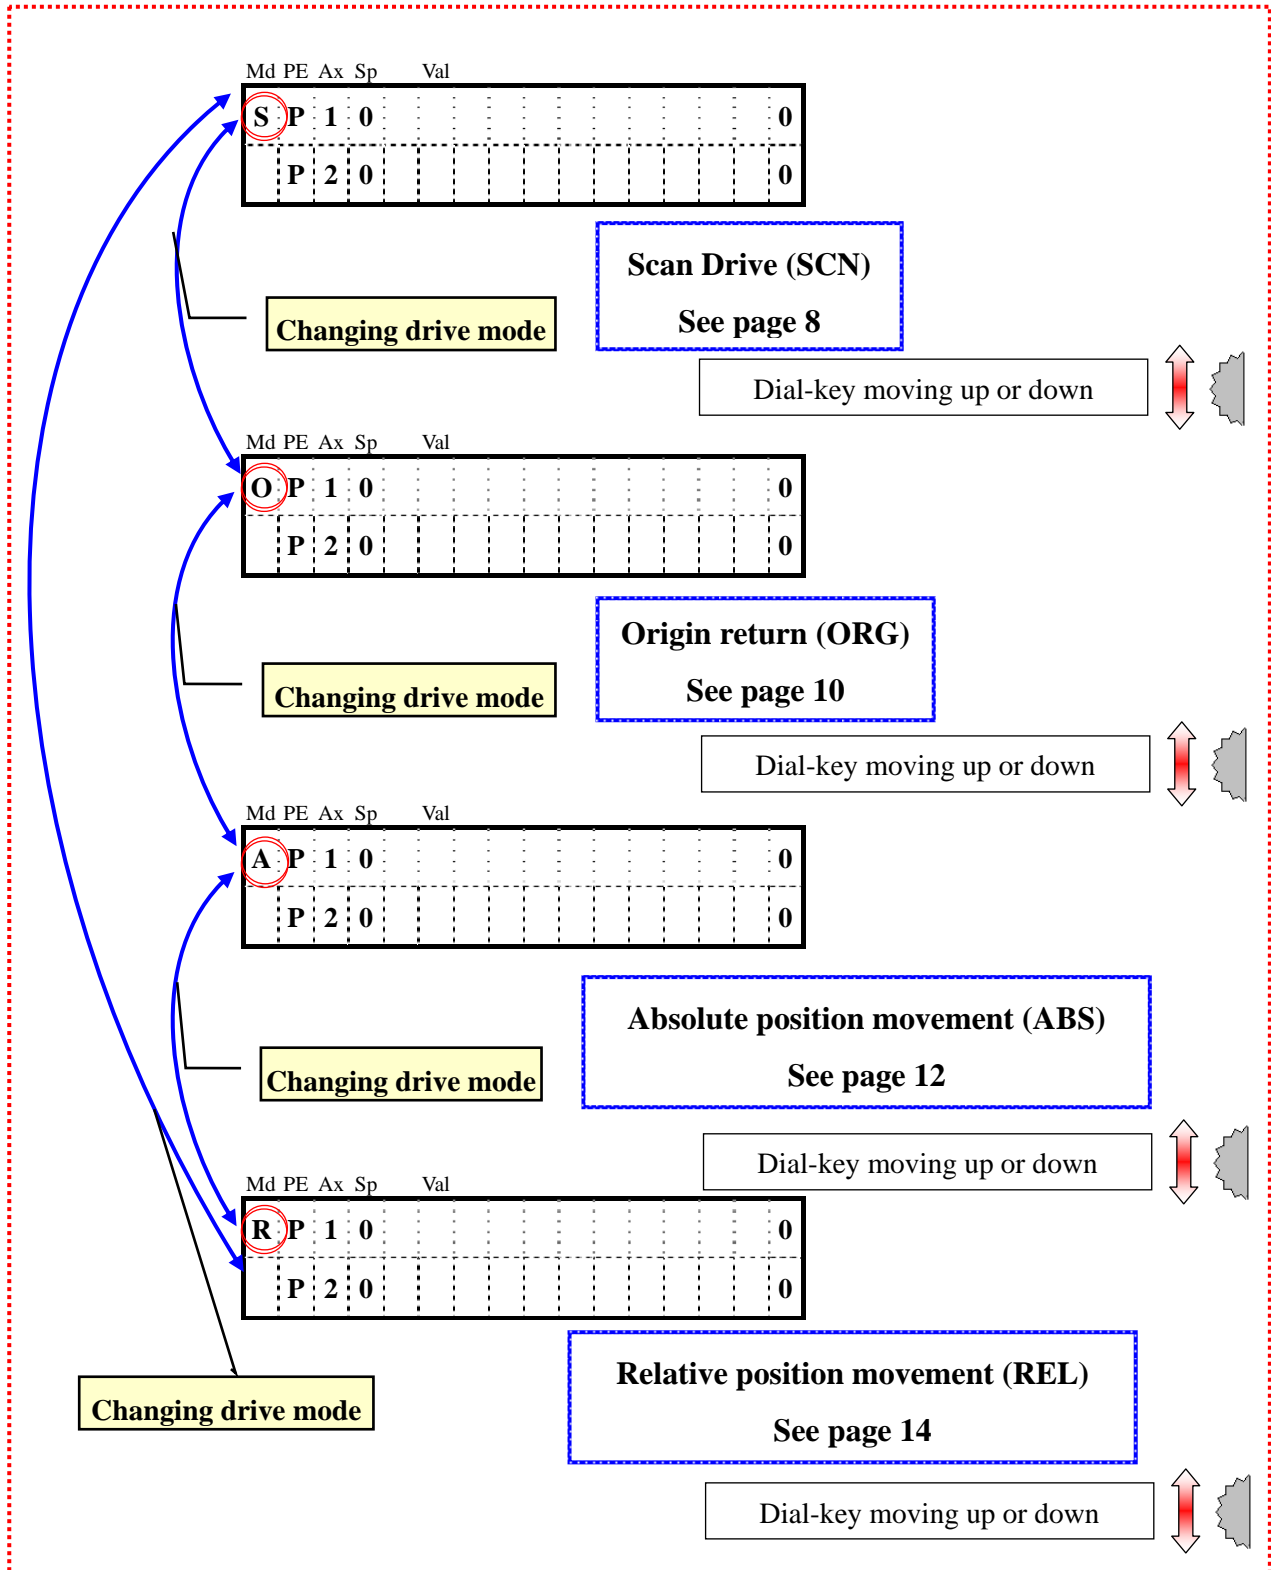 Md PE Ax Sp Val
S P 1 0 0
P 2 0 0
Scan Drive (SCN)
See page 8
Changing drive mode
Dial-key moving up or down
Md PE Ax Sp Val
O P 1 0 0
P 2 0 0
Origin return (ORG)
See page 10
Changing drive mode
Dial-key moving up or down
Md PE Ax Sp Val
A P 1 0 0
P 2 0 0
Absolute position movement (ABS)
See page 12
Changing drive mode
Dial-key moving up or down
Md PE Ax Sp Val
R P 1 0 0
P 2 0 0
Relative position movement (REL)
See page 14
Changing drive mode
Dial-key moving up or down